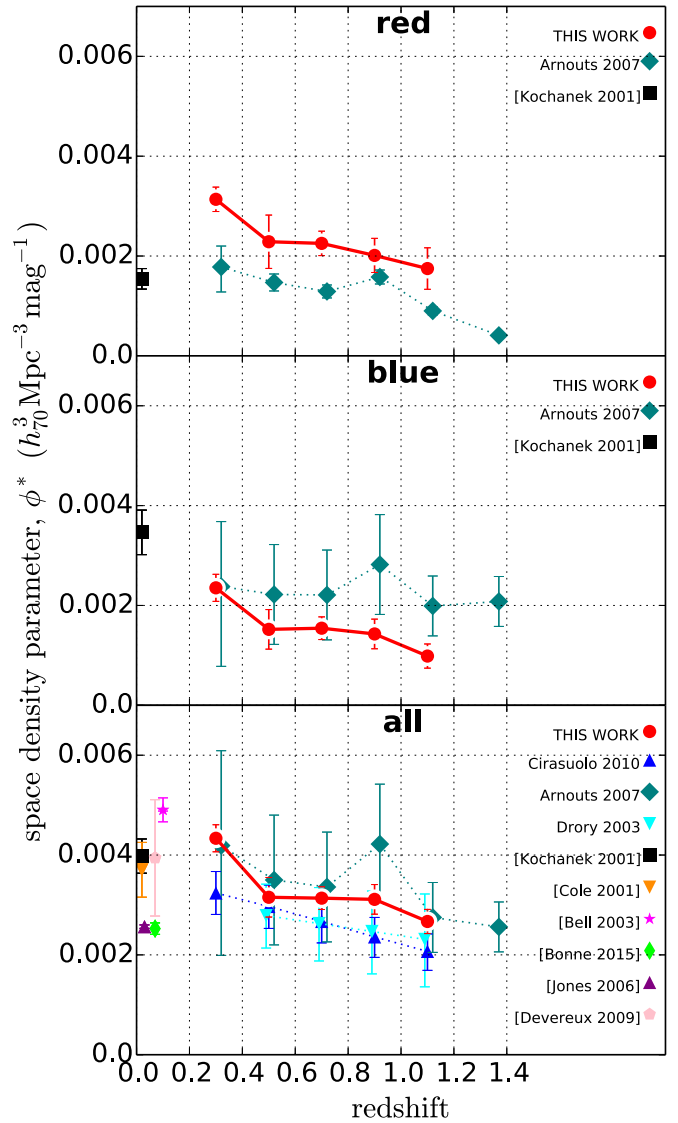 red
THIS WORK
Arnouts 2007
[Kochanek 2001]
0.006
0.004
0.002
0.0
blue
THIS WORK
Arnouts 2007
[Kochanek 2001]
0.006
0.004
0.002
0.0
all
THIS WORK
Cirasuolo 2010
Arnouts 2007
Drory 2003
[Kochanek 2001]
[Cole 2001]
[Bell 2003]
[Bonne 2015]
[Jones 2006]
[Devereux 2009]
0.006
0.004
0.002
0.0
0.0 0.2 0.4 0.6 0.8 1.0 1.2 1.4
redshift
space density parameter, ϕ* (h₇₀³ Mpc⁻³ mag⁻¹)